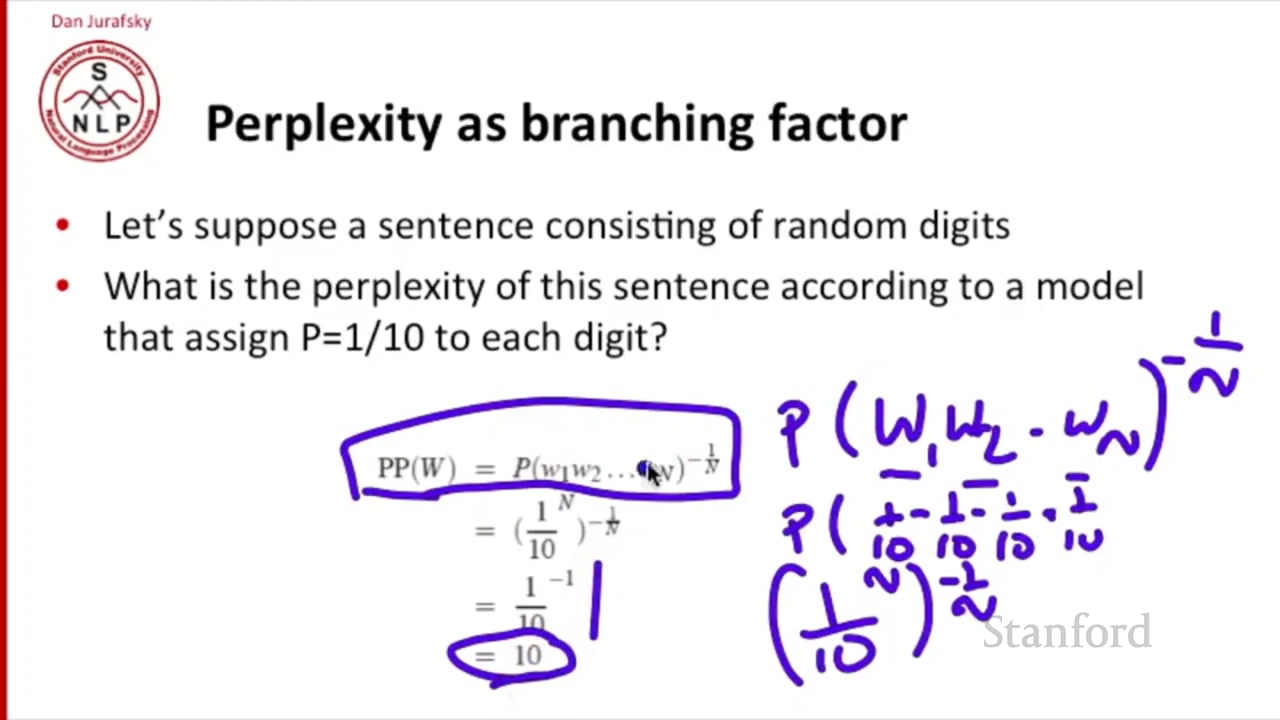 Dan Jurafsky
Stanford University
S
N L P
Natural Language Processing
Perplexity as branching factor
• Let's suppose a sentence consisting of random digits
• What is the perplexity of this sentence according to a model
that assign P=1/10 to each digit?
PP(W) = P(w₁w₂ … N)^{-1/N}
= (1/10^N)^{-1/N}
= 1/10^{-1}
= 10
P(W₁W₂-W_N)^{-1/N}
P(1/10-1/10-1/10.1/10
(1/10^N)^{-1/N}
Stanford